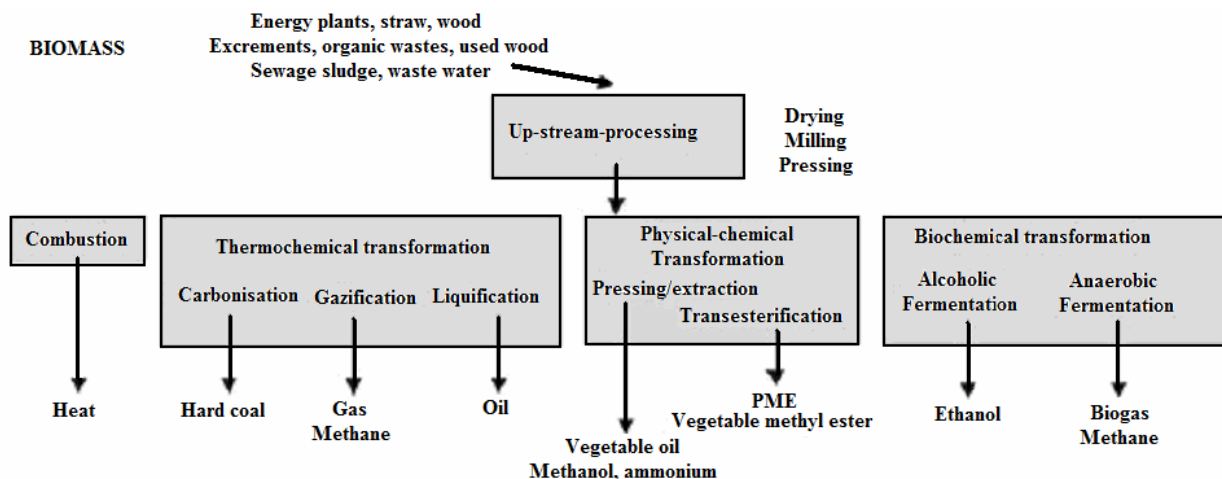 BIOMASS
Energy plants, straw, wood
Excrements, organic wastes, used wood
Sewage sludge, waste water
Up-stream-processing
Drying
Milling
Pressing
Combustion
Thermochemical transformation
Carbonisation
Gazification
Liquification
Physical-chemical
Transformation
Pressing/extraction
Transesterification
Biochemical transformation
Alcoholic
Fermentation
Anaerobic
Fermentation
Heat
Hard coal
Gas
Methane
Oil
Vegetable oil
Methanol, ammonium
PME
Vegetable methyl ester
Ethanol
Biogas
Methane